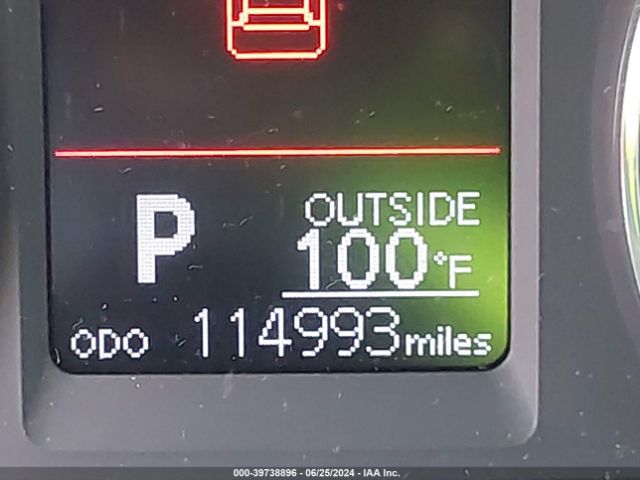 P
OUTSIDE
100°F
ODO 114993 miles
000-39738896 - 06/25/2024 - IAA Inc.